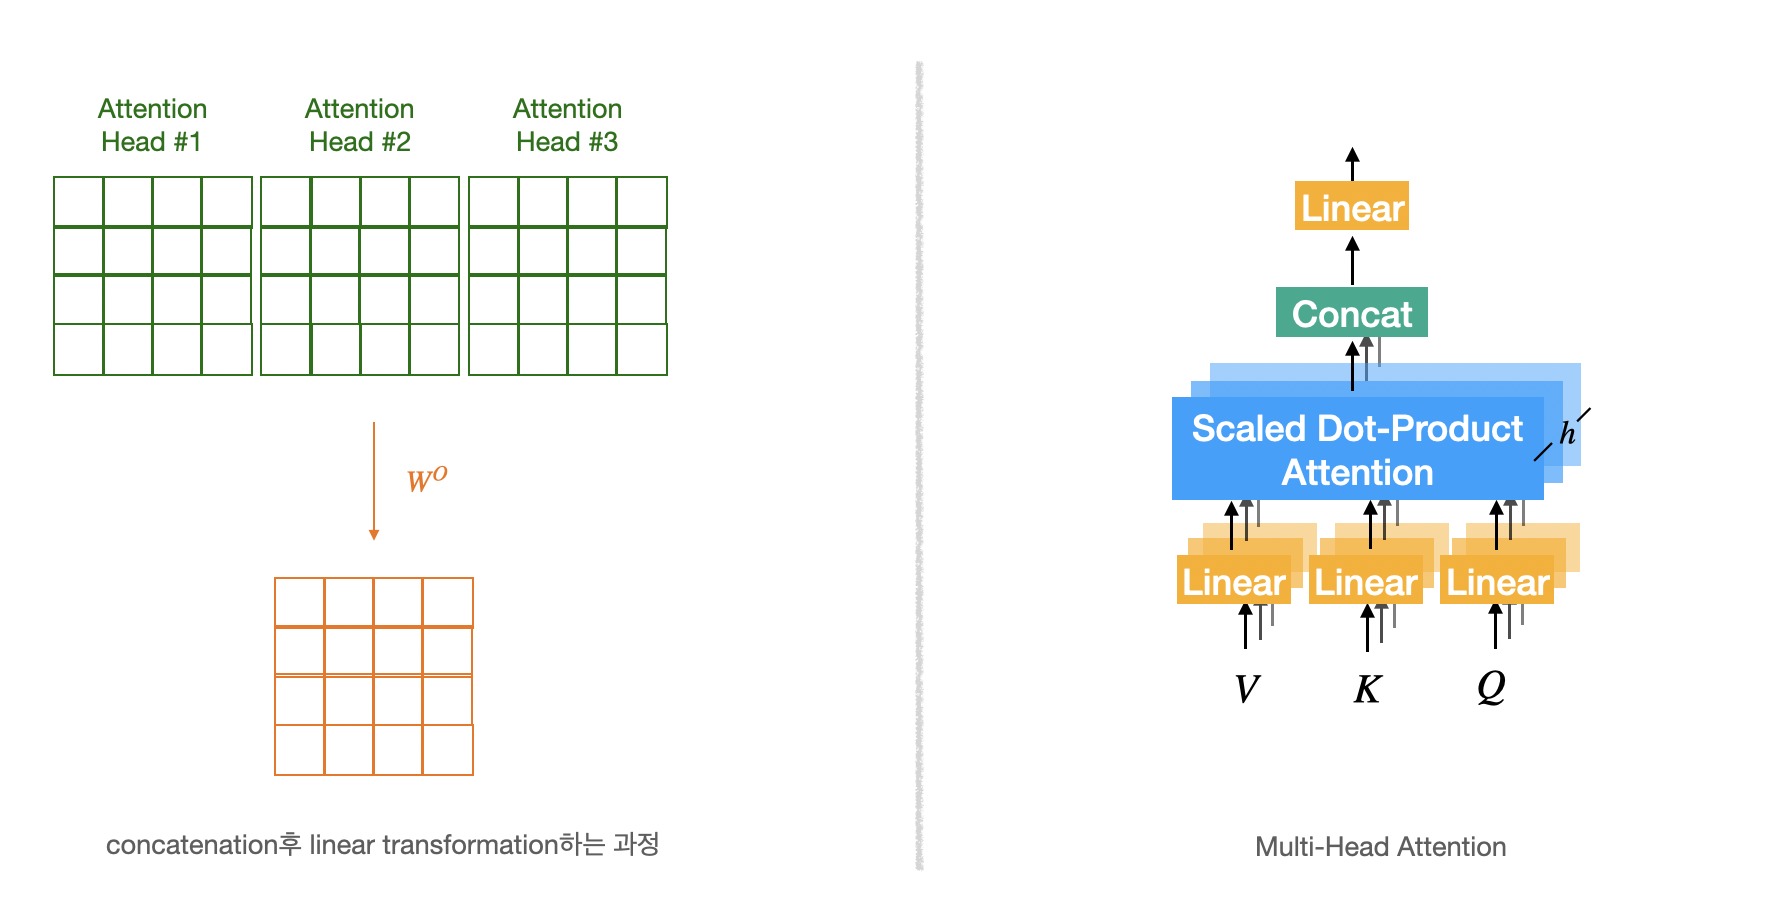 Attention
Head #1
Attention
Head #2
Attention
Head #3
W^O
concatenation후 linear transformation하는 과정
Linear
Concat
Scaled Dot-Product
Attention
h
Linear
Linear
Linear
V
K
Q
Multi-Head Attention